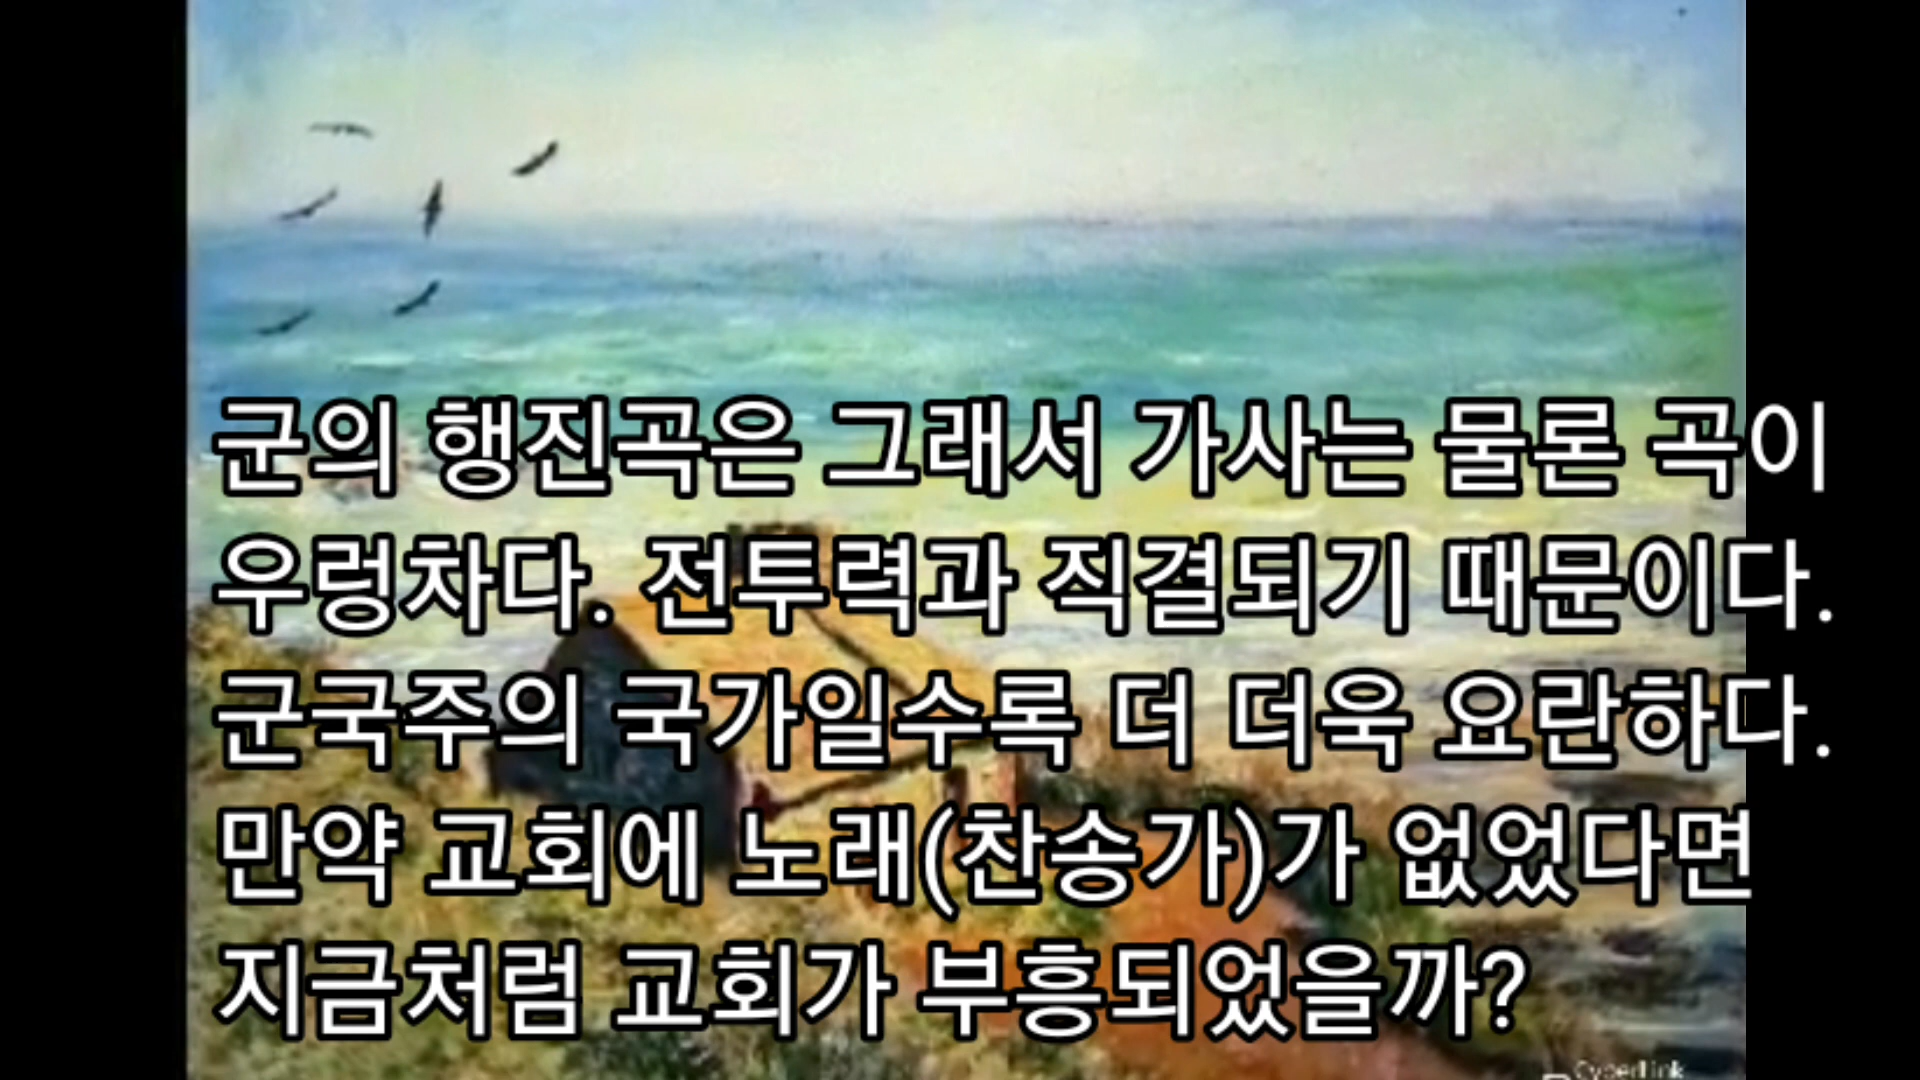 군의 행진곡은 그래서 가사는 물론 곡이
우렁차다. 전투력과 직결되기 때문이다.
군국주의 국가일수록 더 더욱 요란하다.
만약 교회에 노래(찬송가)가 없었다면
지금처럼 교회가 부흥되었을까?
CyberLink